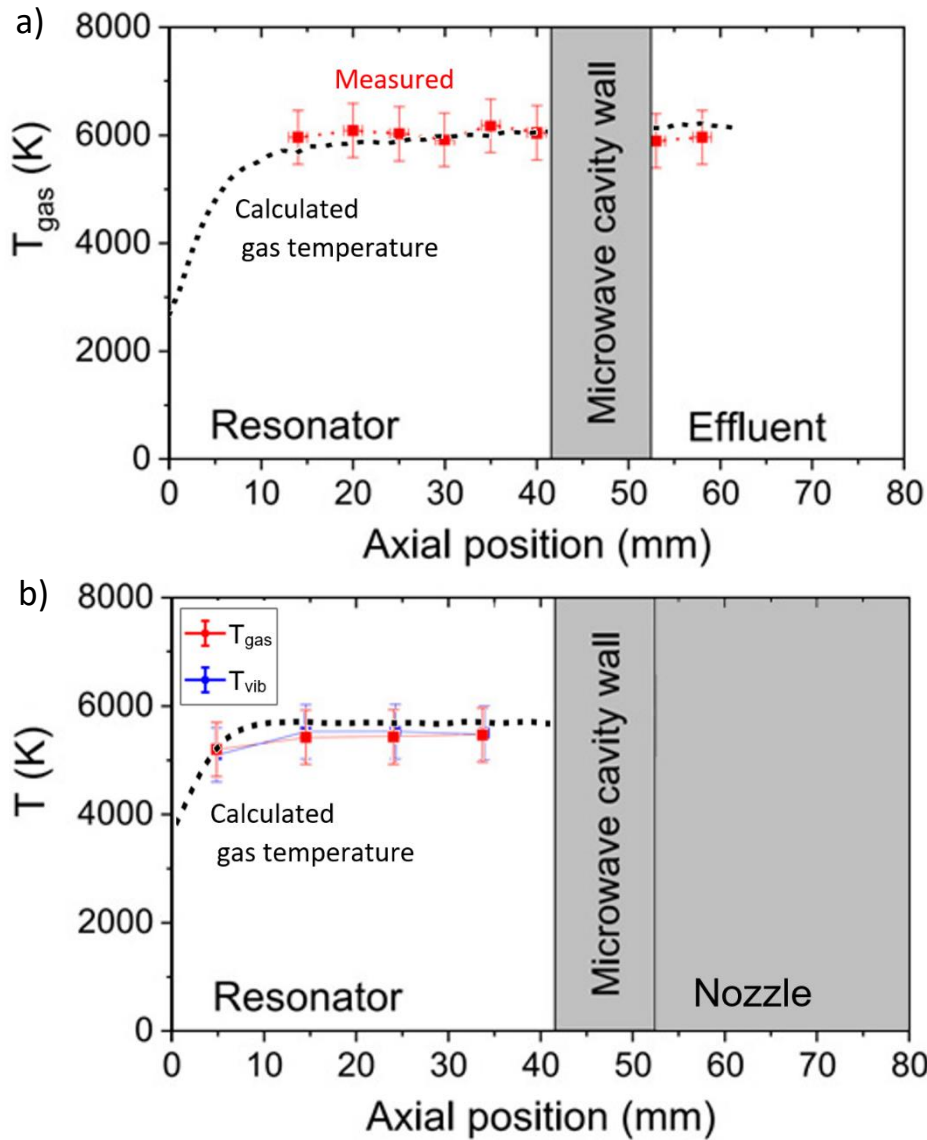 a)
8000
6000
4000
2000
0
T_gas (K)
Measured
Calculated
gas temperature
Microwave cavity wall
Resonator
Effluent
0 10 20 30 40 50 60 70 80
Axial position (mm)
b)
8000
6000
4000
2000
0
T (K)
T_gas
T_vib
Calculated
gas temperature
Microwave cavity wall
Resonator
Nozzle
0 10 20 30 40 50 60 70 80
Axial position (mm)